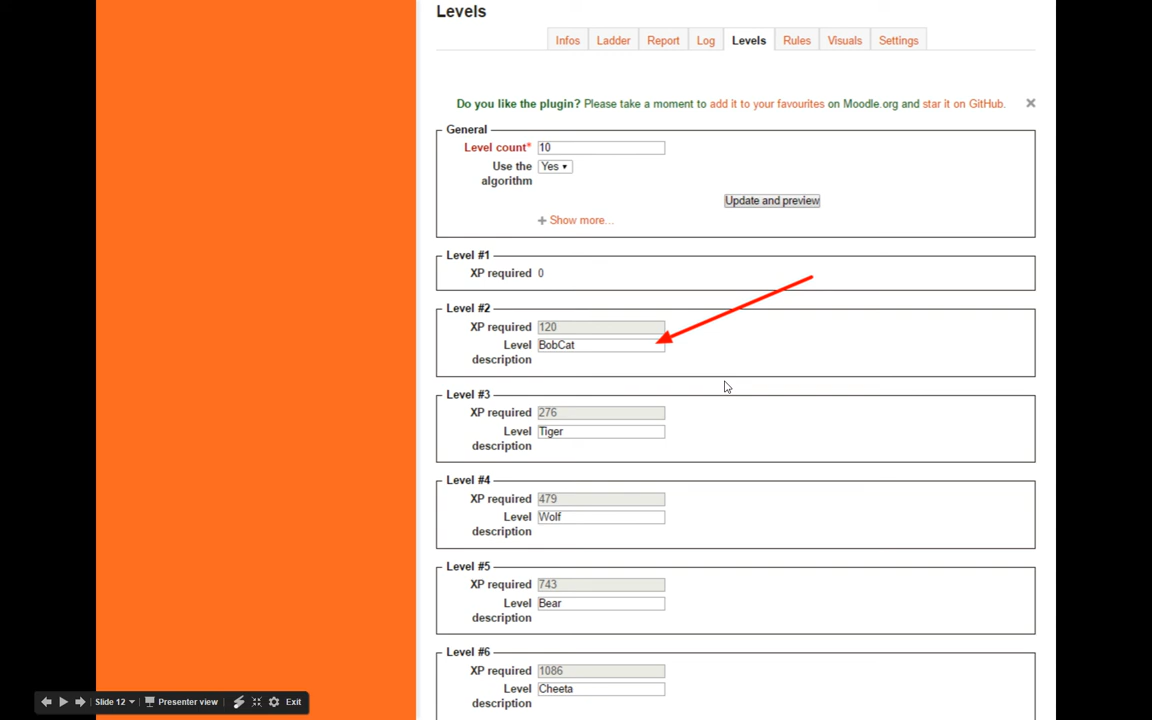 Levels
Infos Ladder Report Log Levels Rules Visuals Settings
Do you like the plugin? Please take a moment to add it to your favourites on Moodle.org and star it on GitHub.
General
Level count* 10
Use the Yes
algorithm
Update and preview
Show more...
Level #1
XP required 0
Level #2
XP required 120
Level BobCat
description
Level #3
XP required 276
Level Tiger
description
Level #4
XP required 479
Level Wolf
description
Level #5
XP required 743
Level Bear
description
Level #6
XP required 1086
Level Cheeta
description
Slide 12 Presenter view Exit